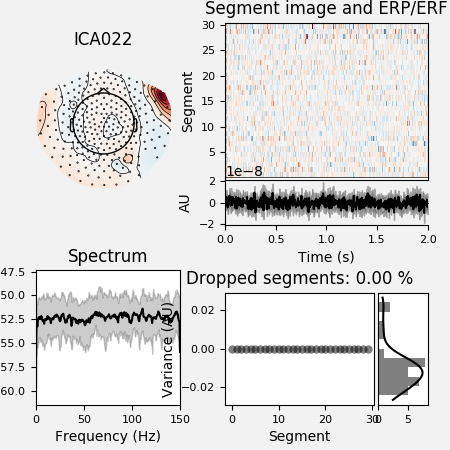 Segment image and ERP/ERF
ICA022
30
25
20
15
10
5
Segment
1e−8
2
0
−2
AU
0.0 0.5 1.0 1.5 2.0
Time (s)
Spectrum
47.5
50.0
52.5
55.0
57.5
60.0
0 50 100 150
Frequency (Hz)
Dropped segments: 0.00 %
Variance (AU)
0.02
0.00
−0.02
0 10 20 30
Segment
0 5